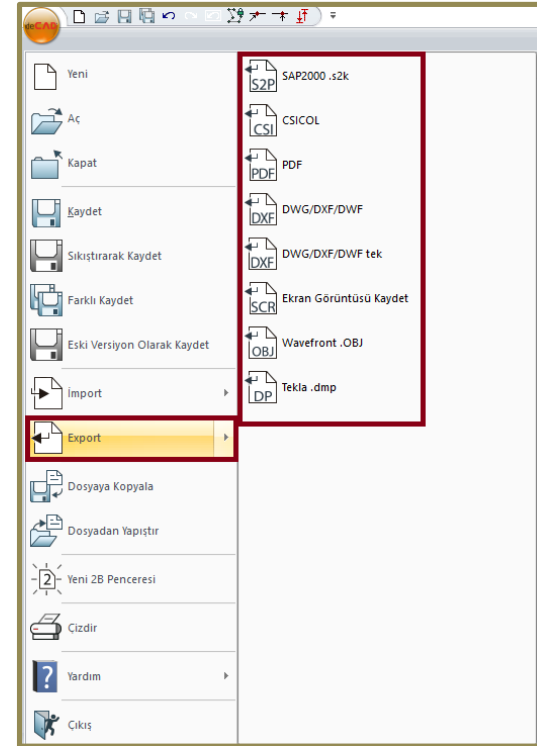 deCAD
Yeni
Aç
Kapat
Kaydet
Sıkıştırarak Kaydet
Farklı Kaydet
Eski Versiyon Olarak Kaydet
İmport
Export
Dosyaya Kopyala
Dosyadan Yapıştır
2 Yeni 2B Penceresi
Çizdir
? Yardım
Çıkış
S2P SAP2000 .s2k
CSI CSICOL
PDF PDF
DXF DWG/DXF/DWF
DXF DWG/DXF/DWF tek
SCR Ekran Görüntüsü Kaydet
OBJ Wavefront .OBJ
DP Tekla .dmp